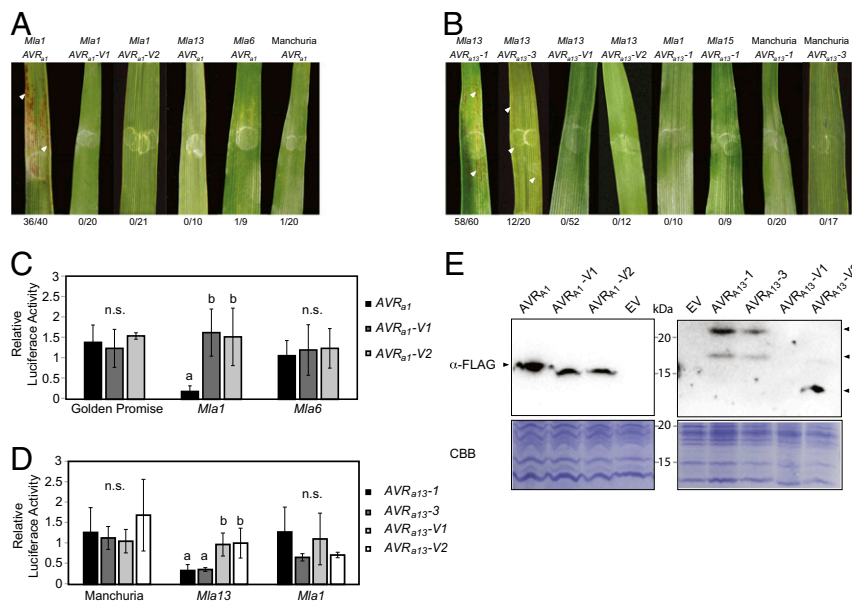 A
Mla1 Mla1 Mla1 Mla13 Mla6 Manchuria
AVRa1 AVRa1-V1 AVRa1-V2 AVRa1 AVRa1 AVRa1
36/40 0/20 0/21 0/10 1/9 1/20
B
Mla13 Mla13 Mla13 Mla13 Mla1 Mla15 Manchuria Manchuria
AVRa13-1 AVRa13-3 AVRa13-V1 AVRa13-V2 AVRa13-1 AVRa13-1 AVRa13-1 AVRa13-3
58/60 12/20 0/52 0/12 0/10 0/9 0/20 0/17
C
Relative
Luciferace Activity
3
2.5
2
1.5
1
0.5
0
n.s. a b b n.s.
Golden Promise Mla1 Mla6
AVRa1
AVRa1-V1
AVRa1-V2
D
Relative
Luciferace Activity
3
2.5
2
1.5
1
0.5
0
n.s. a a b b n.s.
Manchuria Mla13 Mla1
AVRa13-1
AVRa13-3
AVRa13-V1
AVRa13-V2
E
AVRA1 AVRA1-V1 AVRA1-V2 EV kDa EV AVRA13-1 AVRA13-3 AVRA13-V1
α-FLAG
20
15
CBB
20
15